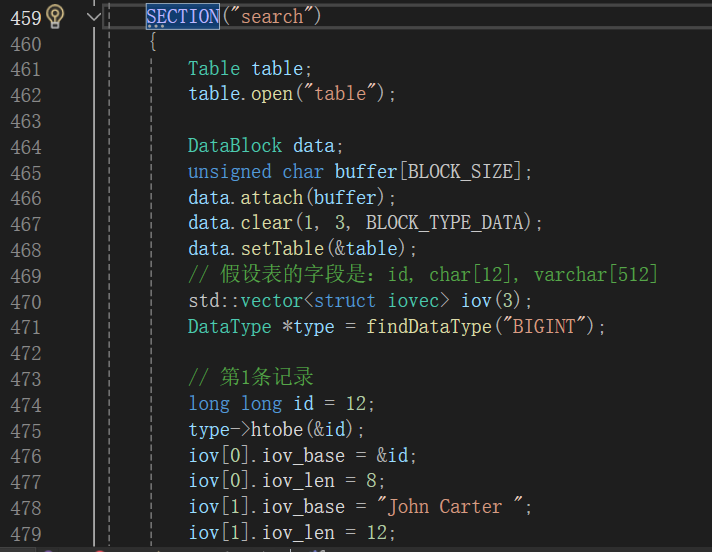 459 SECTION("search")
460 {
461 Table table;
462 table.open("table");
463
464 DataBlock data;
465 unsigned char buffer[BLOCK_SIZE];
466 data.attach(buffer);
467 data.clear(1, 3, BLOCK_TYPE_DATA);
468 data.setTable(&table);
469 // 假设表的字段是: id, char[12], varchar[512]
470 std::vector<struct iovec> iov(3);
471 DataType *type = findDataType("BIGINT");
472
473 // 第1条记录
474 long long id = 12;
475 type->htobe(&id);
476 iov[0].iov_base = &id;
477 iov[0].iov_len = 8;
478 iov[1].iov_base = "John Carter ";
479 iov[1].iov_len = 12;